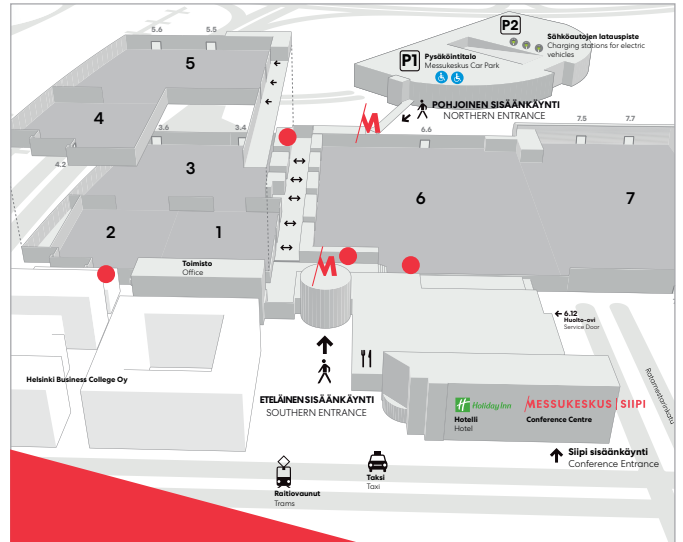 5.6
5.5
P2
Sähköautojen latauspiste
Charging stations for electric
vehicles
5
P1
Pysäköintitalo
Messukeskus Car Park
4
POHJOINEN SISÄÄNKÄYNTI
NORTHERN ENTRANCE
3.6
3.4
6.6
7.5
7.7
4.2
3
6
7
2
1
Toimisto
Office
6.12
Huolto-ovi
Service Door
Ratamestarinkatu
Helsinki Business College Oy
ETELÄINEN SISÄÄNKÄYNTI
SOUTHERN ENTRANCE
H Holiday Inn
MESSUKESKUS | SIIPI
Hotelli
Hotel
Conference Centre
Siipi sisäänkäynti
Conference Entrance
Taksi
Taxi
Raitiovaunut
Trams